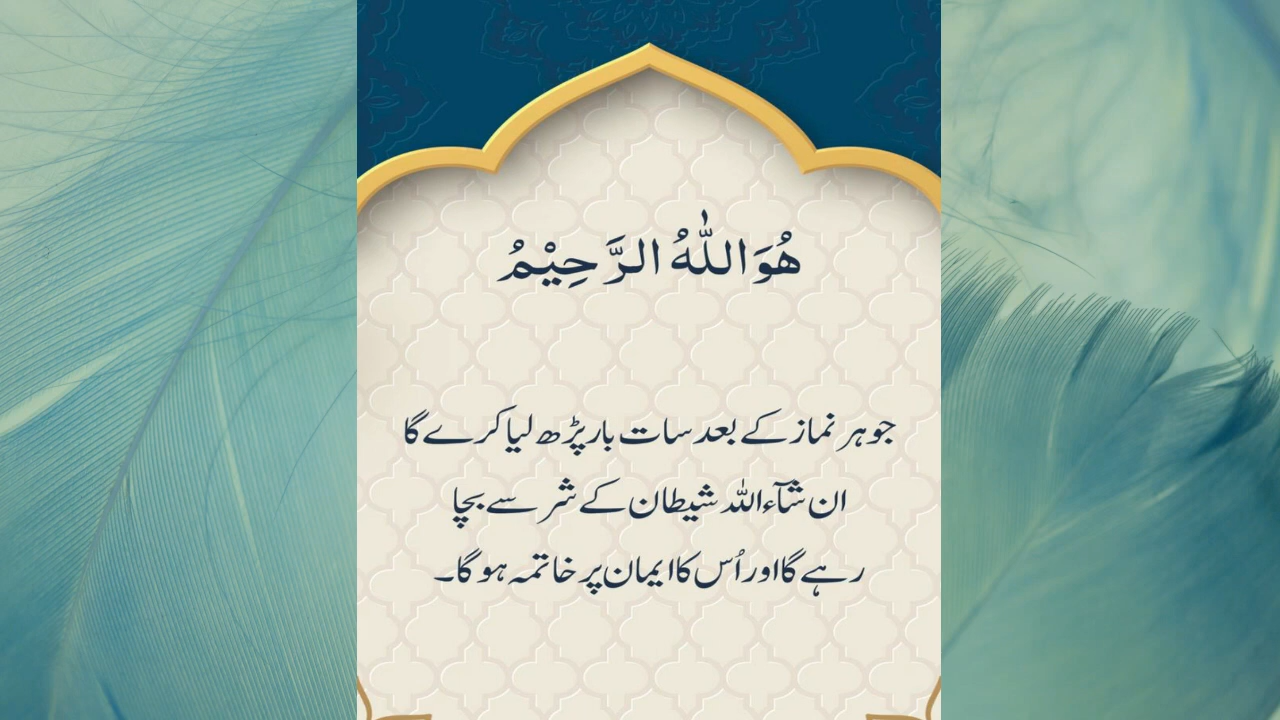 هُوَ اللّٰهُ الرَّحِيْمُ
جو ہر نماز کے بعد سات بار پڑھ لیا کرے گا
ان شآءاللہ شیطان کے شر سے بچا
رہے گا اور اُس کا ایمان پر خاتمہ ہو گا۔